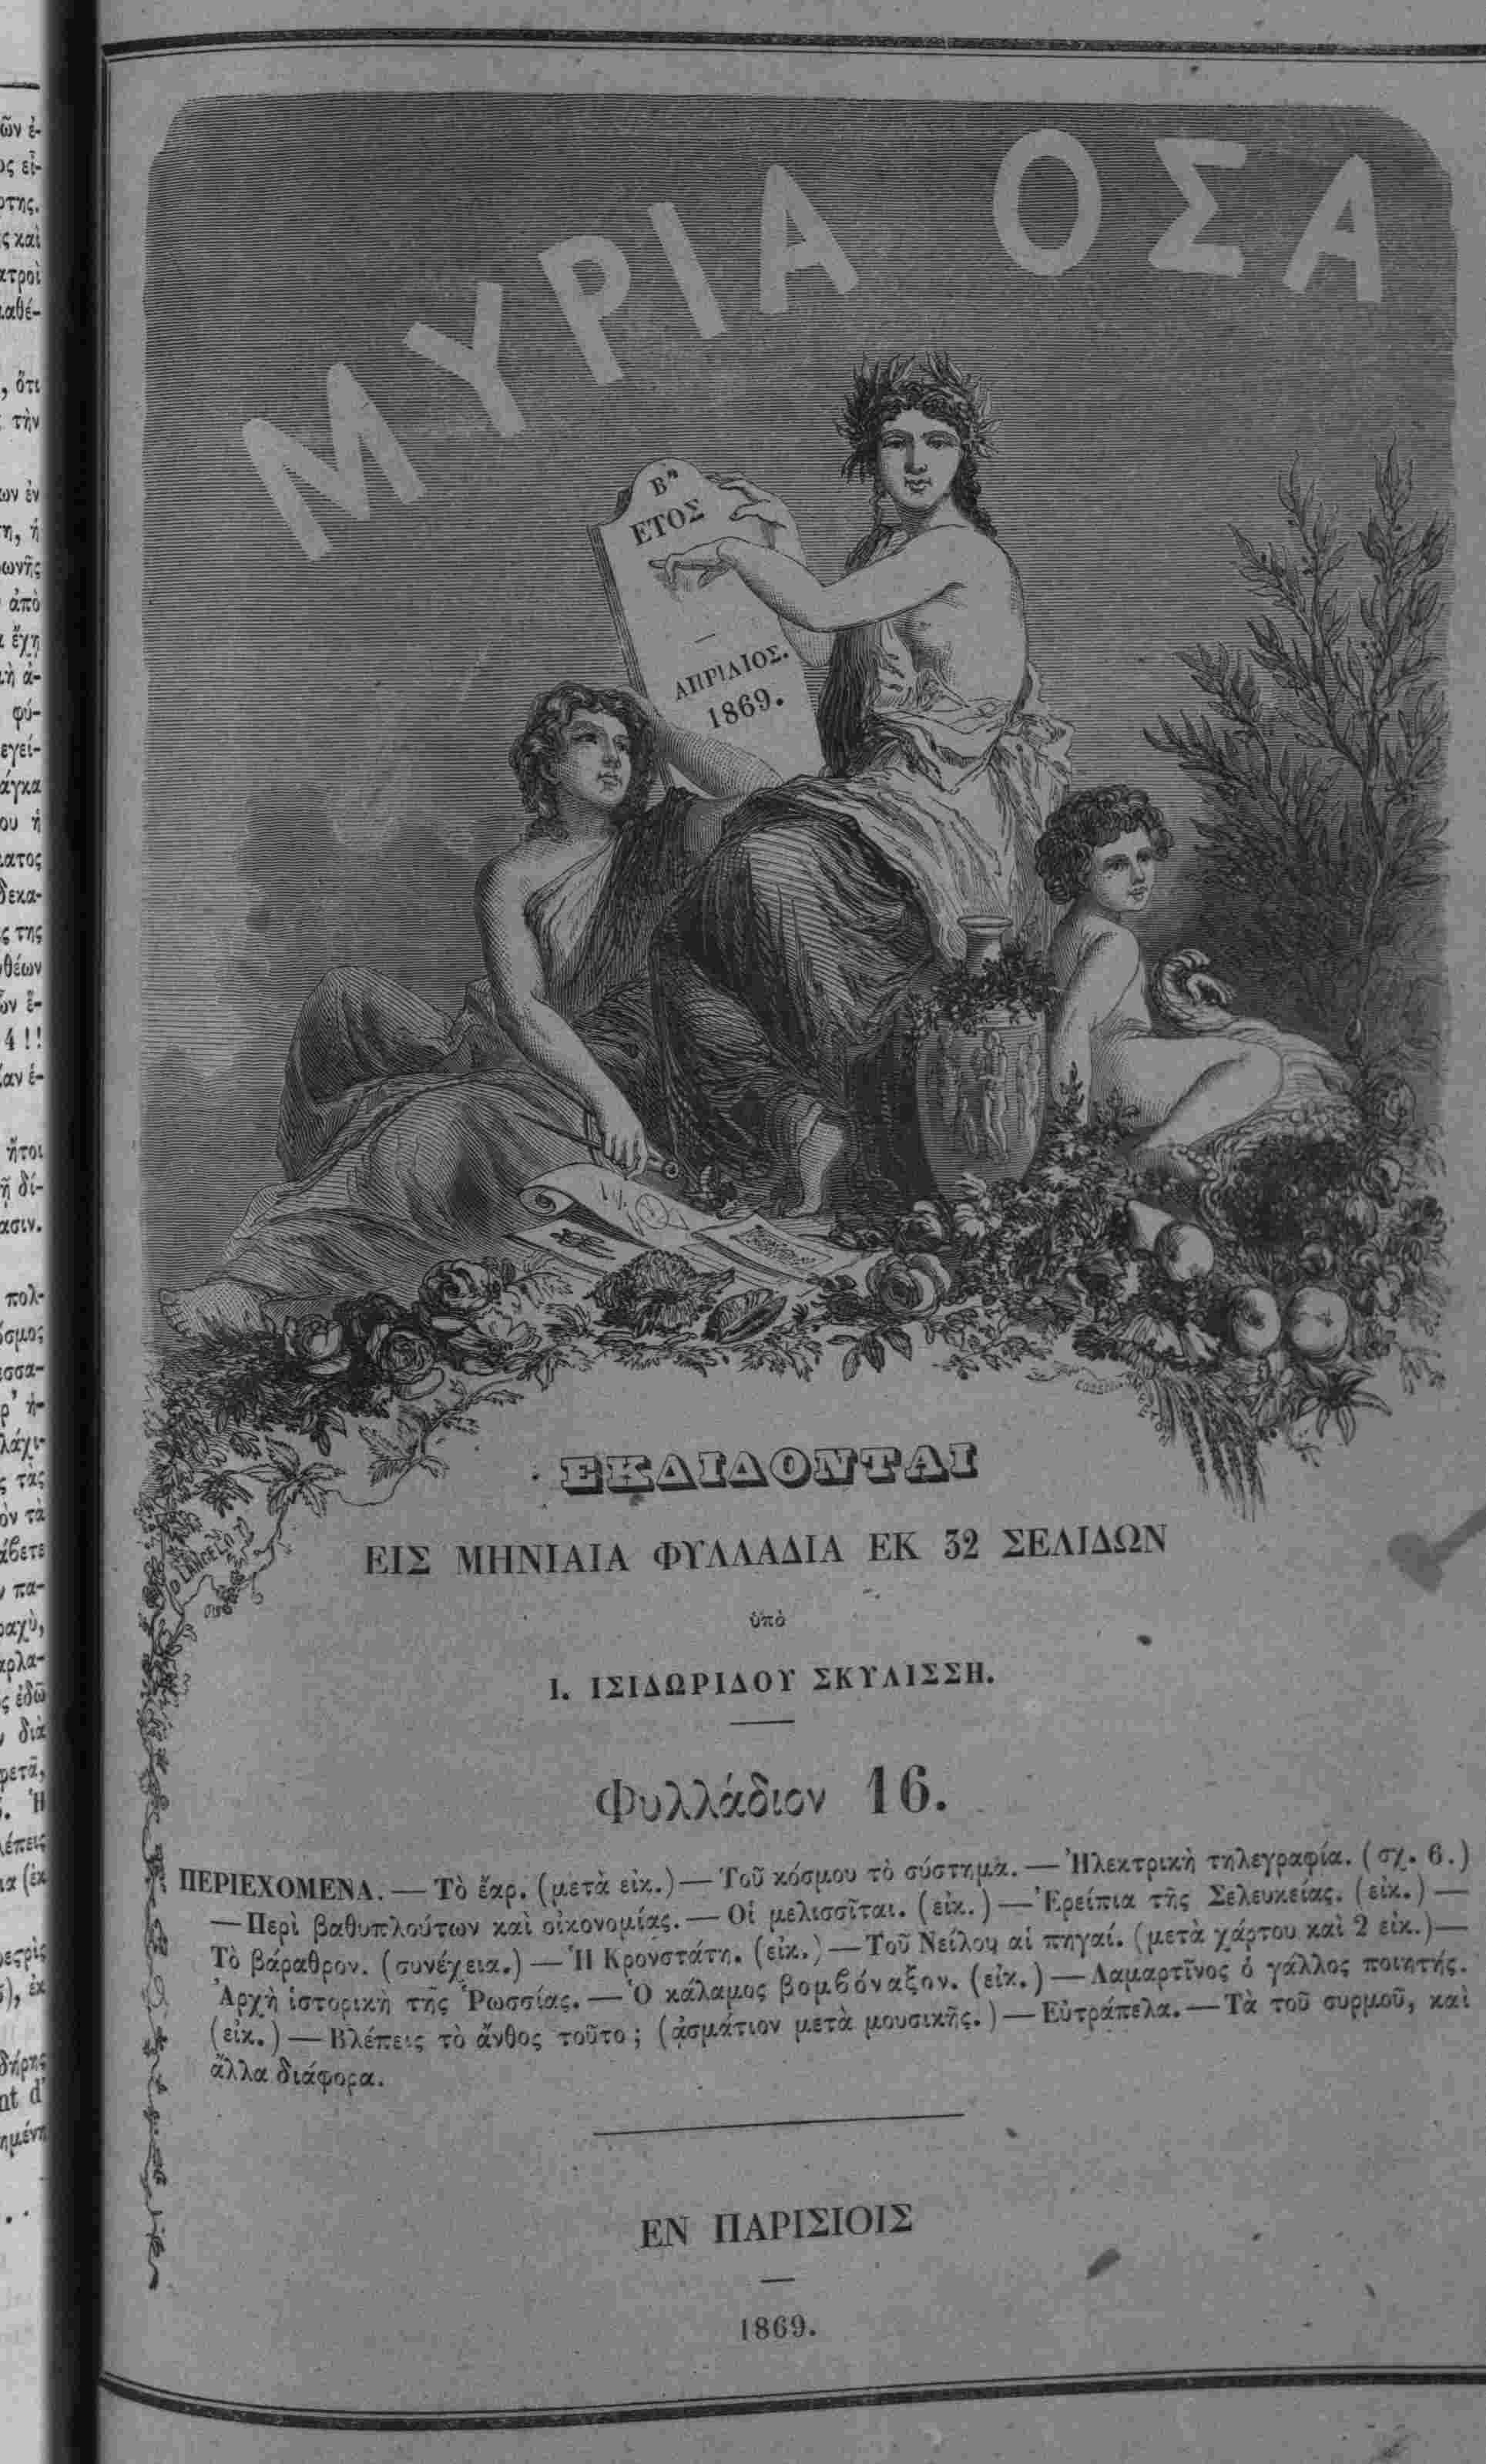 ΜΥΡΙΑ ΟΣΑ
Βον
ΕΤΟΣ
ΑΠΡΙΛΙΟΣ.
1869.
ΕΚΔΙΔΟΝΤΑΙ
ΕΙΣ ΜΗΝΙΑΙΑ ΦΥΛΛΑΔΙΑ ΕΚ 32 ΣΕΛΙΔΩΝ
ὑπὸ
Ι. ΙΣΙΔΩΡΙΔΟΥ ΣΚΥΛΙΣΣΗ.
Φυλλάδιον 16.
ΠΕΡΙΕΧΟΜΕΝΑ. — Τὸ ἔαρ. (μετὰ εἰκ.) — Τοῦ κόσμου τὸ σύστημα. — Ἠλεκτρικὴ τηλεγραφία. (σχ. 6.)
— Περὶ βαθυπλούτων καὶ οἰκονομίας. — Οἱ μελισσῖται. (εἰκ.) — Ἐρείπια τῆς Σελευκείας. (εἰκ.) —
Τὸ βάραθρον. (συνέχεια.) — Ἡ Κρονστάτη. (εἰκ.) — Τοῦ Νείλου αἱ πηγαί. (μετὰ χάρτου καὶ 2 εἰκ.) —
Ἀρχὴ ἱστορικὴ τῆς Ῥωσσίας. — Ὁ κάλαμος βομβόναξον. (εἰκ.) — Λαμαρτῖνος ὁ γάλλος ποιητής.
(εἰκ.) — Βλέπεις τὸ ἄνθος τοῦτο ; (ᾀσμάτιον μετὰ μουσικῆς.) — Εὐτράπελα. — Τὰ τοῦ συρμοῦ, καὶ
ἄλλα διάφορα.
ΕΝ ΠΑΡΙΣΙΟΙΣ
1869.